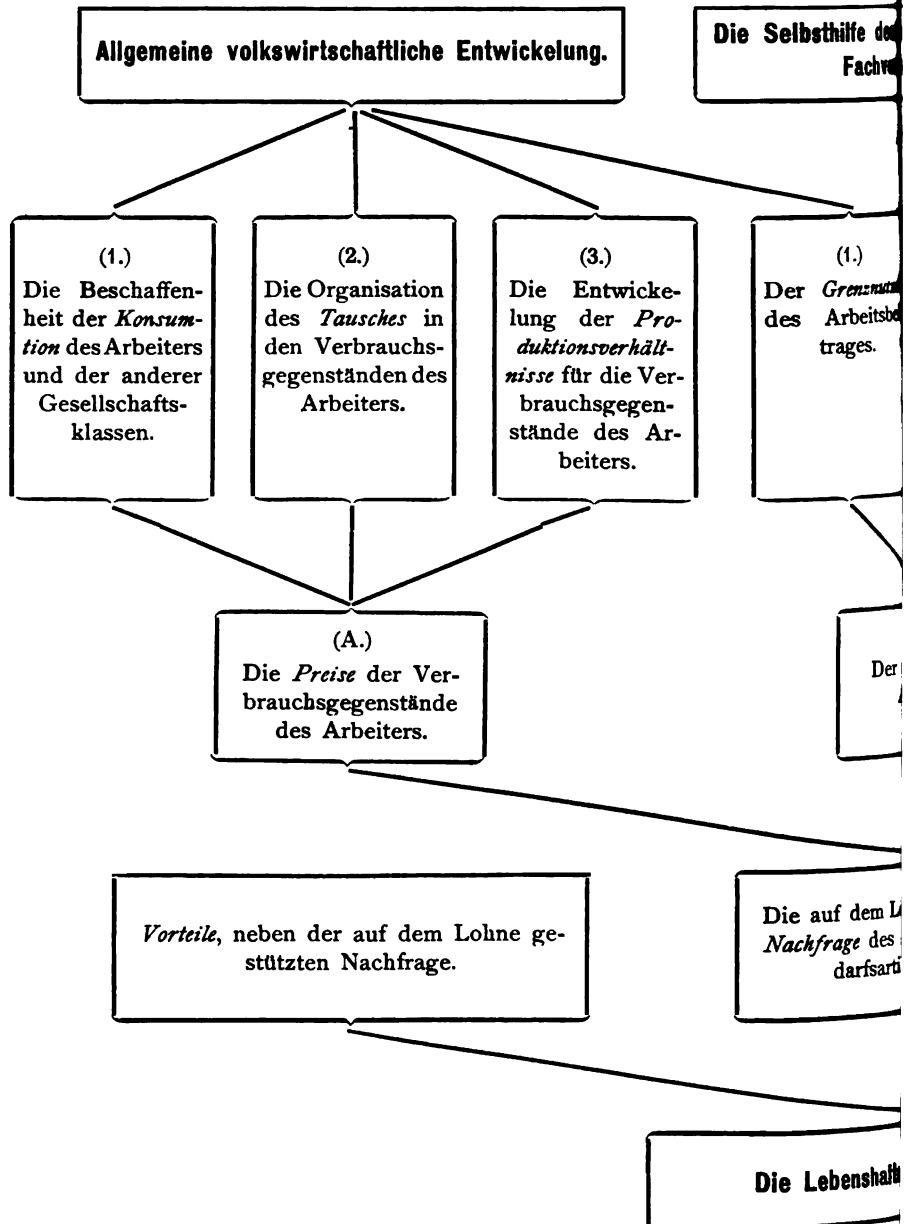 Allgemeine volkswirtschaftliche Entwickelung.
Die Selbsthilfe
(1.)
Die Beschaffen-
heit der Konsum-
tion des Arbeiters
und der anderer
Gesellschafts-
klassen.
(2.)
Die Organisation
des Tausches in
den Verbrauchs-
gegenständen des
Arbeiters.
(3.)
Die Entwicke-
lung der Pro-
duktionsverhält-
nisse für die Ver-
brauchsgegen-
stände des Ar-
beiters.
(1.)
Der
des
trages.
(A.)
Die Preise der Ver-
brauchsgegenstände
des Arbeiters.
Der
Vorteile, neben der auf dem Lohne ge-
stützten Nachfrage.
Die auf dem
Nachfrage des
Die